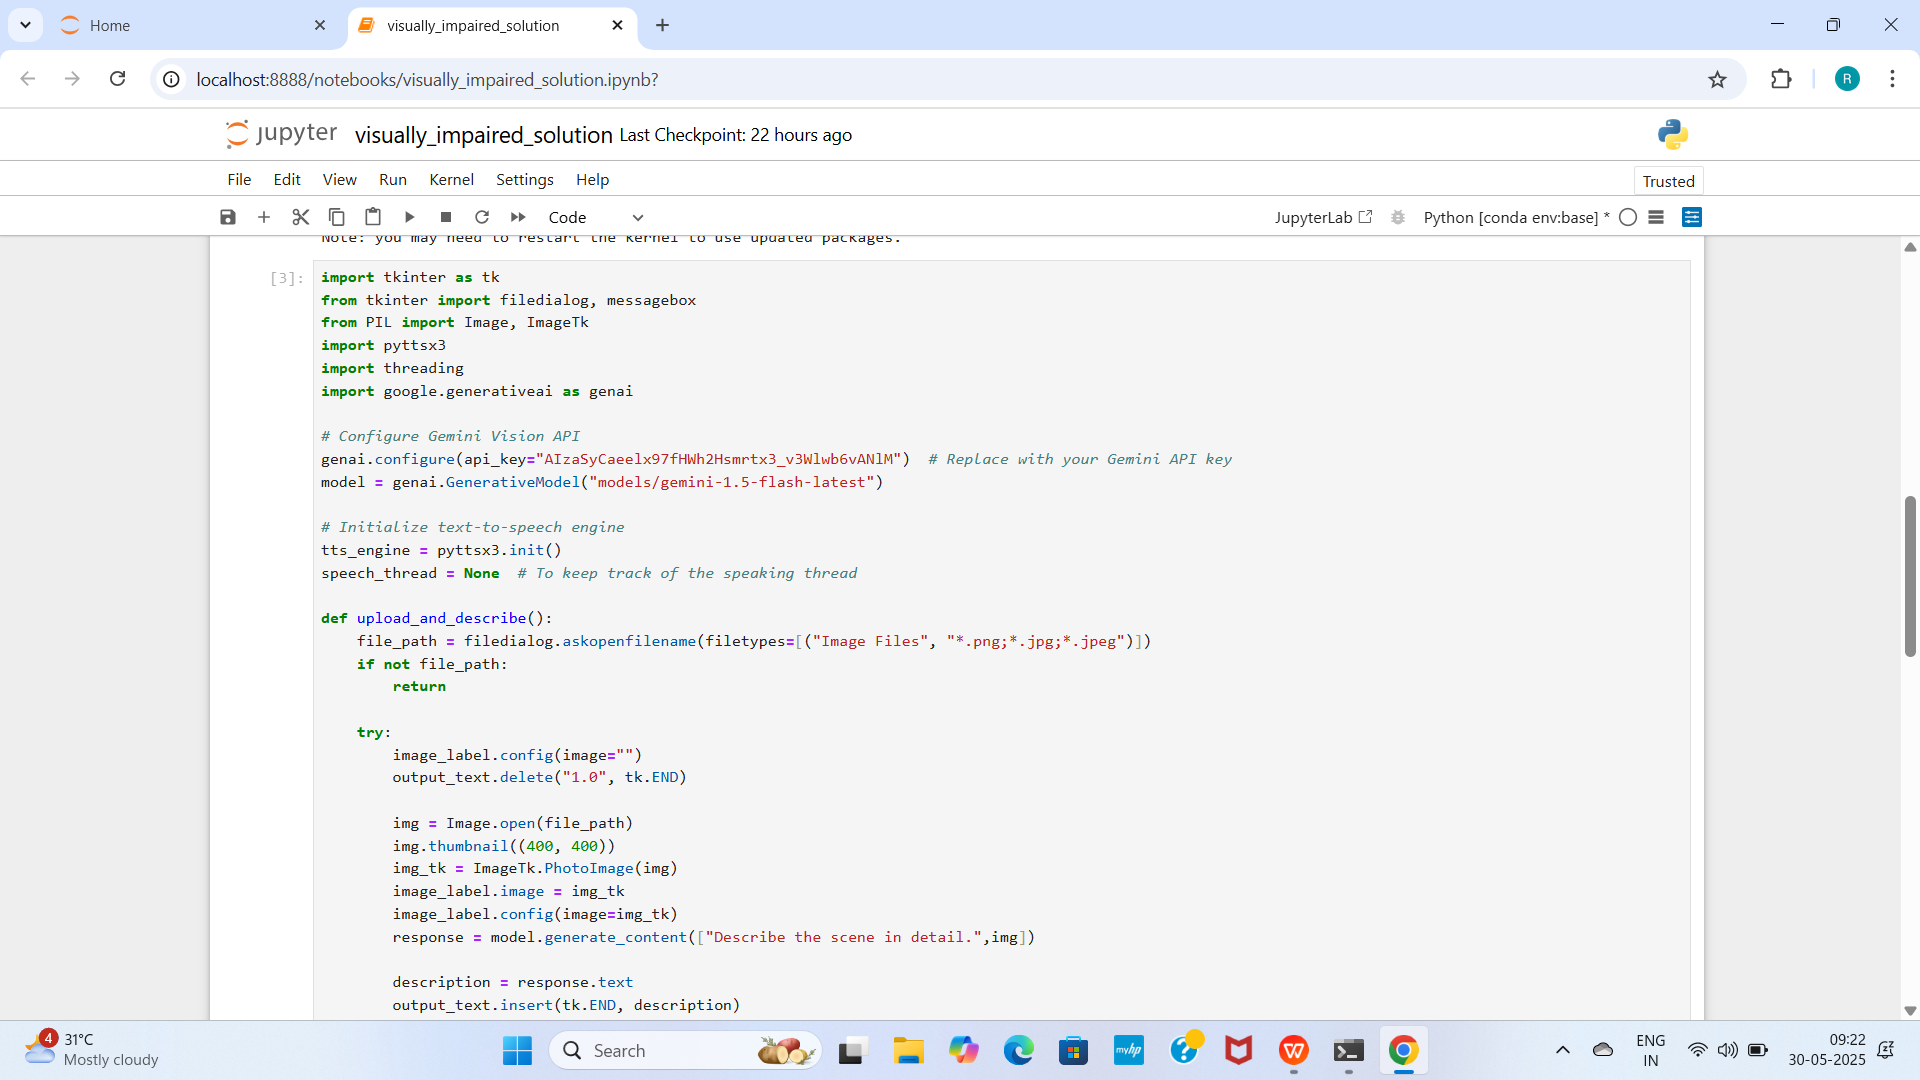 Home
visually_impaired_solution
localhost:8888/notebooks/visually_impaired_solution.ipynb?
R
jupyter visually_impaired_solution Last Checkpoint: 22 hours ago
File Edit View Run Kernel Settings Help
Trusted
Code
JupyterLab
Python [conda env:base] *
Note: you may need to restart the kernel to use updated packages.
[3]:
import tkinter as tk
from tkinter import filedialog, messagebox
from PIL import Image, ImageTk
import pyttsx3
import threading
import google.generativeai as genai
# Configure Gemini Vision API
genai.configure(api_key="AIzaSyCaeelx97fHWh2Hsmrtx3_v3Wlwb6vANlM")  # Replace with your Gemini API key
model = genai.GenerativeModel("models/gemini-1.5-flash-latest")
# Initialize text-to-speech engine
tts_engine = pyttsx3.init()
speech_thread = None  # To keep track of the speaking thread
def upload_and_describe():
    file_path = filedialog.askopenfilename(filetypes=[("Image Files", "*.png;*.jpg;*.jpeg")])
    if not file_path:
        return
    try:
        image_label.config(image="")
        output_text.delete("1.0", tk.END)
        img = Image.open(file_path)
        img.thumbnail((400, 400))
        img_tk = ImageTk.PhotoImage(img)
        image_label.image = img_tk
        image_label.config(image=img_tk)
        response = model.generate_content(["Describe the scene in detail.",img])
        description = response.text
        output_text.insert(tk.END, description)
4
31°C
Mostly cloudy
Search
myhp
W
ENG
IN
09:22
30-05-2025